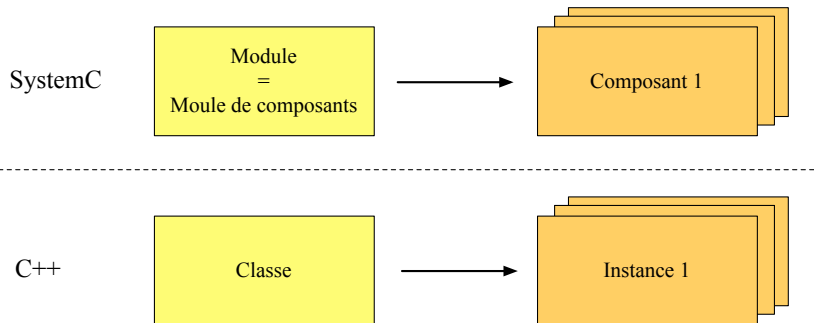 SystemC
Module
=
Moule de composants
Composant 1
C++
Classe
Instance 1